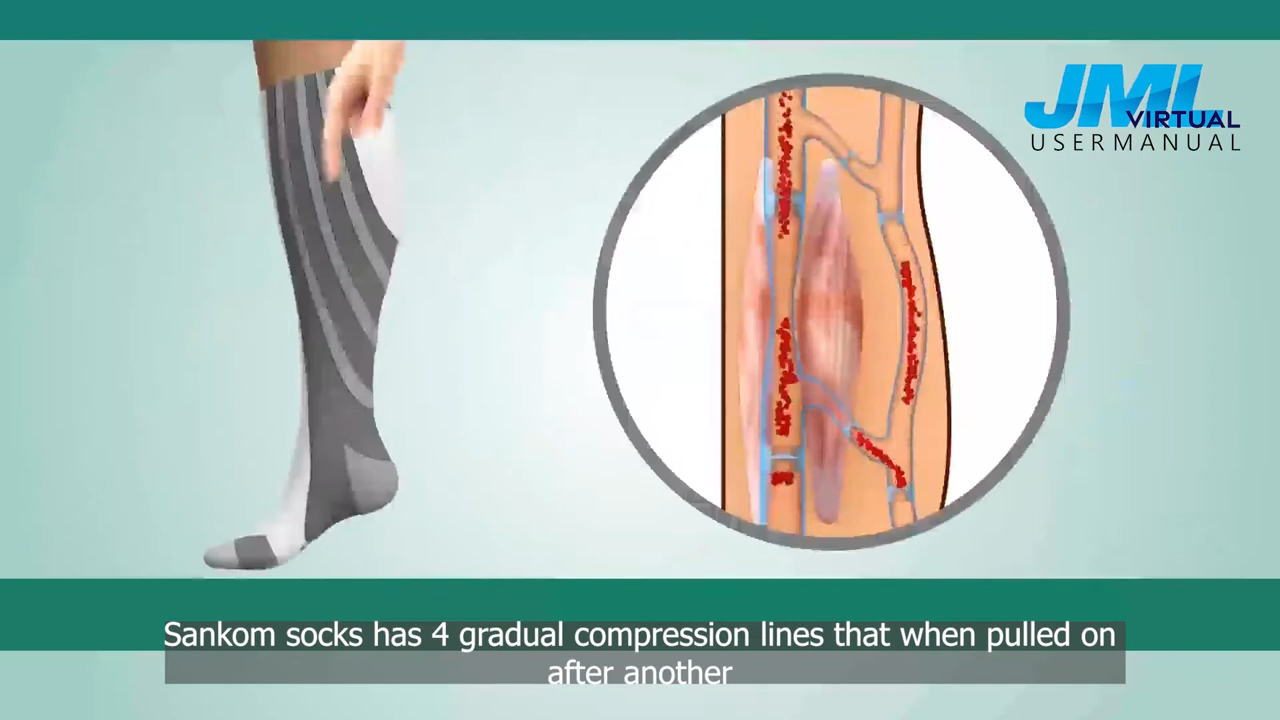 JML
VIRTUAL
USERMANUAL
Sankom socks has 4 gradual compression lines that when pulled on
after another